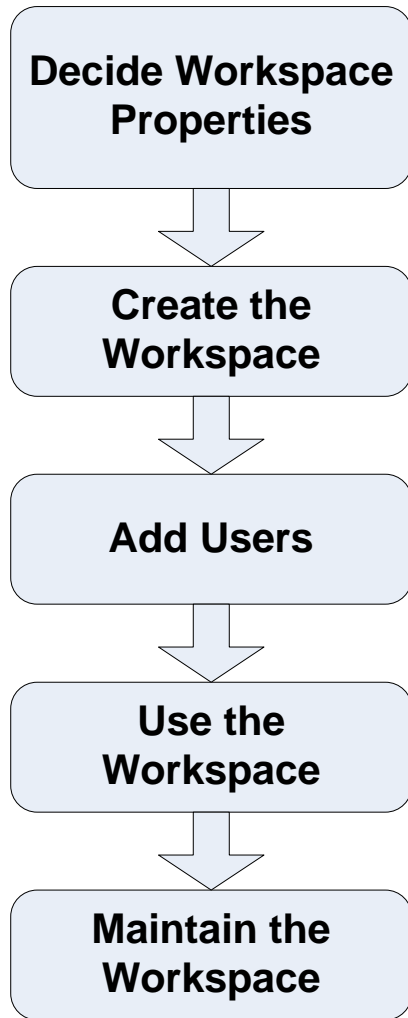 Decide Workspace
Properties
Create the
Workspace
Add Users
Use the
Workspace
Maintain the
Workspace